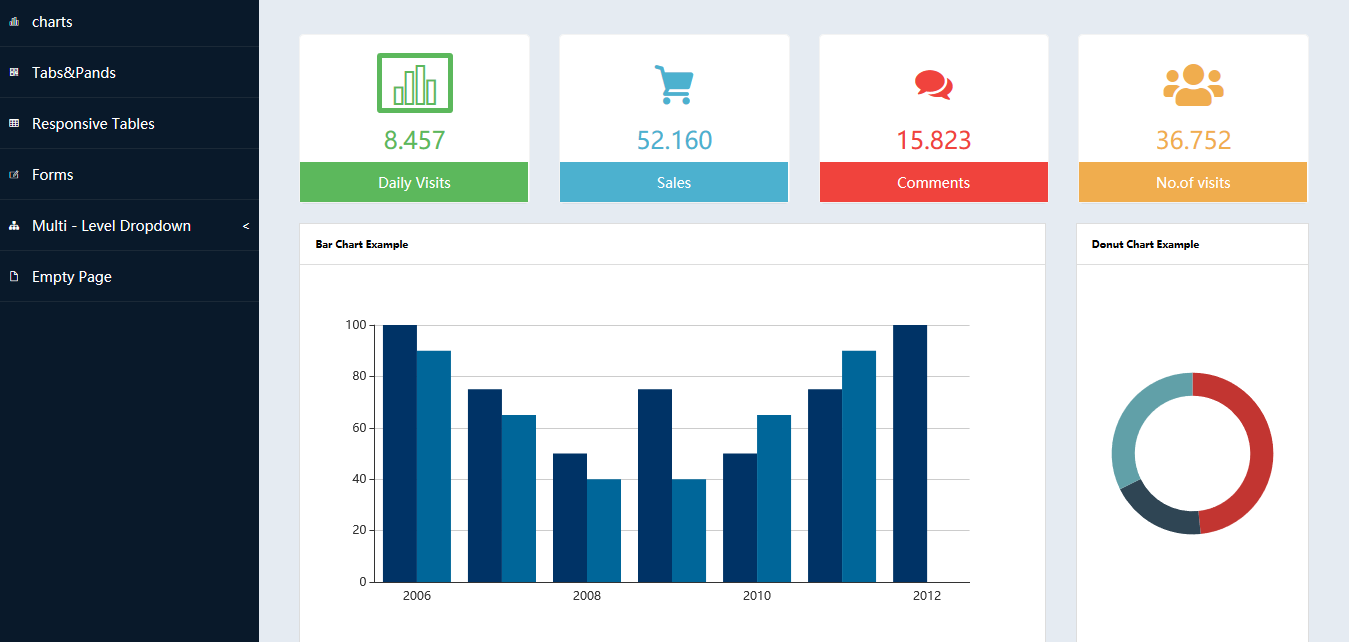 charts
Tabs&Pands
Responsive Tables
Forms
Multi - Level Dropdown <
Empty Page
8.457
Daily Visits
52.160
Sales
15.823
Comments
36.752
No.of visits
Bar Chart Example
100
80
60
40
20
0
2006 2008 2010 2012
Donut Chart Example